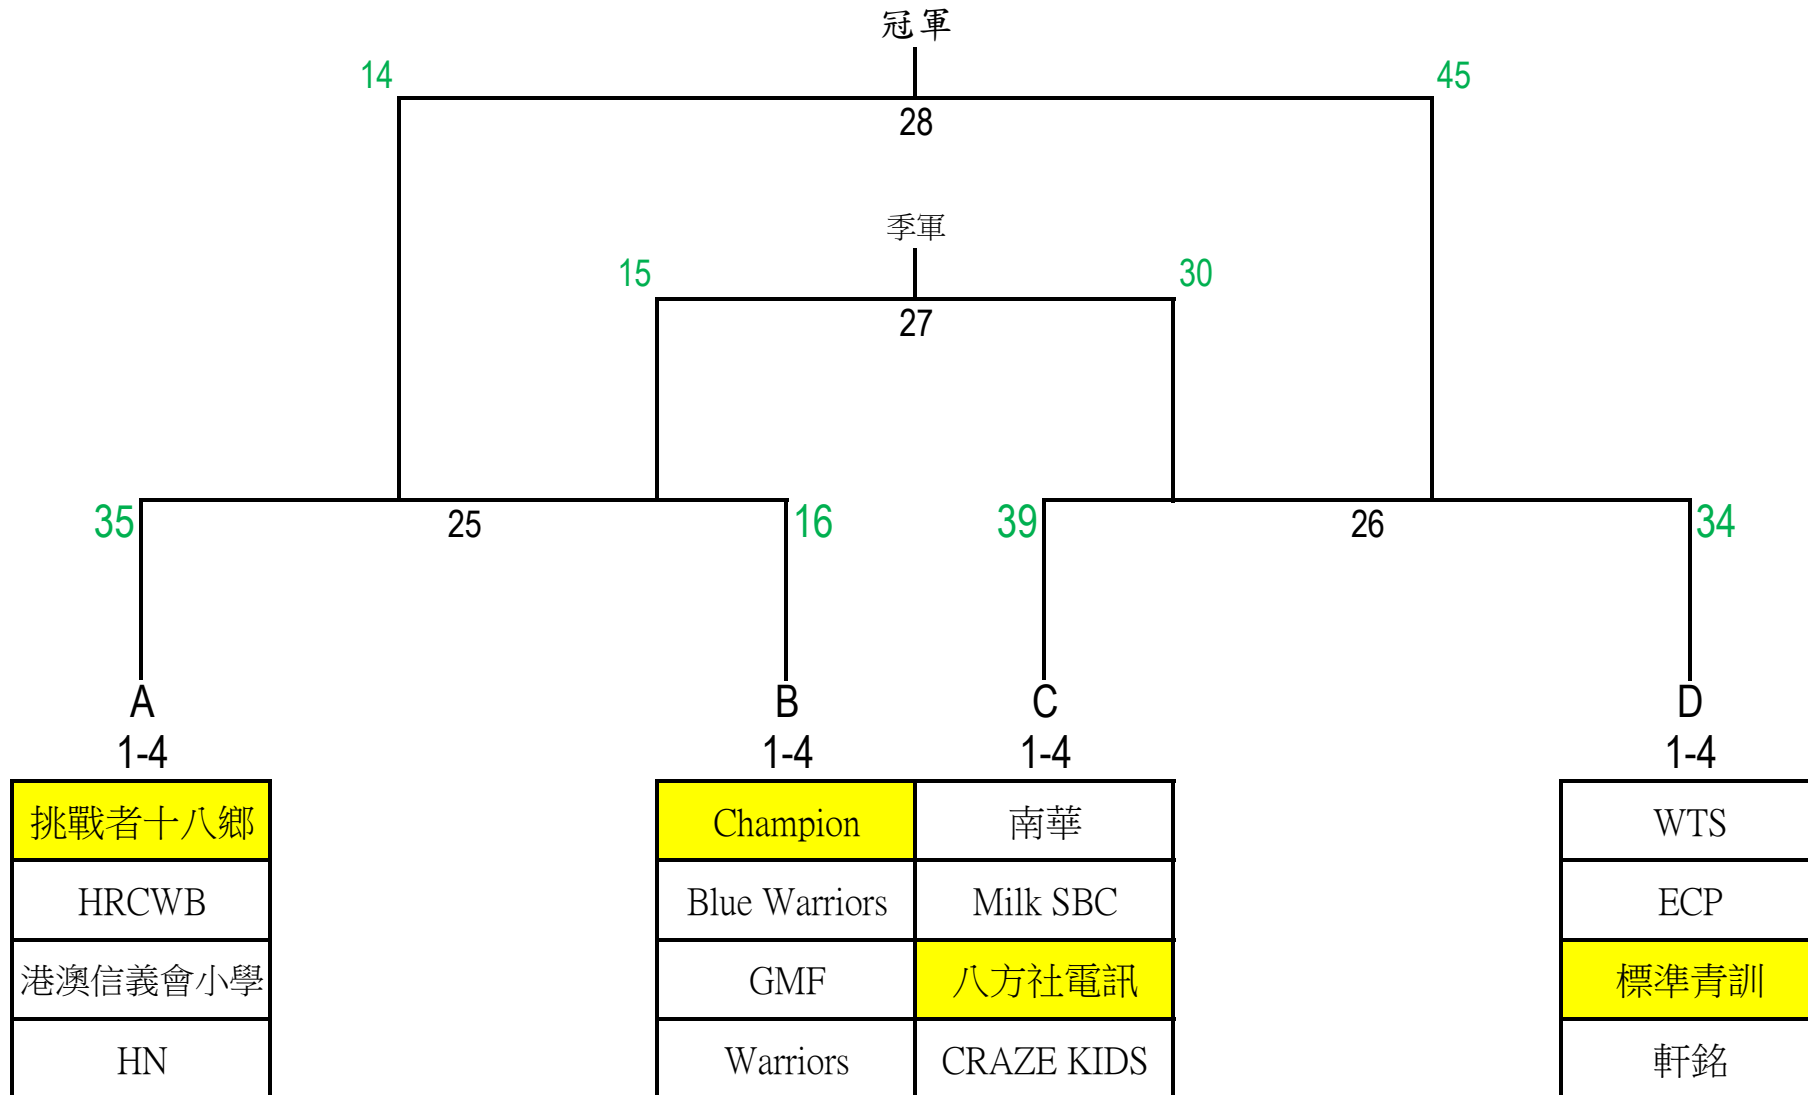 冠軍
14 45
28
季軍
15 30
27
35 25 16 39 26 34
A B C D
1-4 1-4 1-4 1-4
挑戰者十八鄉 Champion 南華 WTS
HRCWB Blue Warriors Milk SBC ECP
港澳信義會小學 GMF 八方社電訊 標準青訓
HN Warriors CRAZE KIDS 軒銘